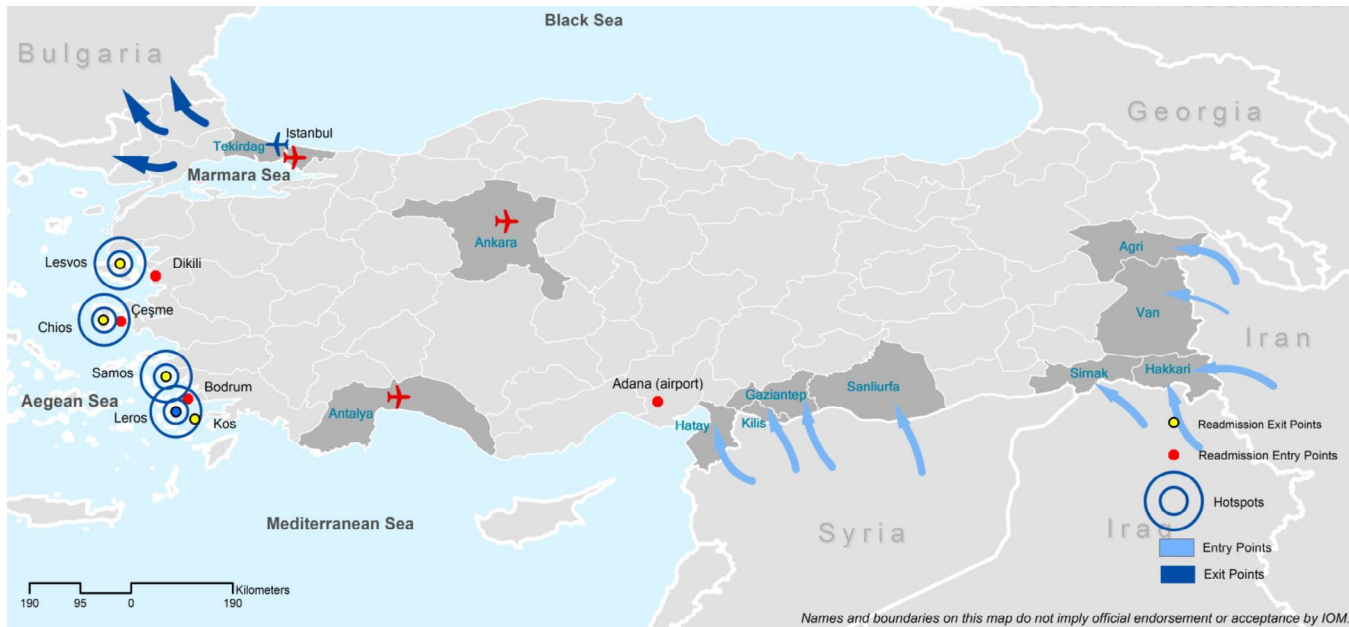 Black Sea
Bulgaria
Georgia
Istanbul
Tekirdag
Marmara Sea
Ankara
Agri
Lesvos
Dikili
Van
Iran
Çeşme
Chios
Samos
Bodrum
Adana (airport)
Sirnak
Hakkari
Aegean Sea
Leros
Kos
Antalya
Gaziantep
Sanliurfa
Hatay
Kilis
Readmission Exit Points
Readmission Entry Points
Mediterranean Sea
Syria
Iraq
Hotspots
Entry Points
Exit Points
Kilometers
190 95 0 190
Names and boundaries on this map do not imply official endorsement or acceptance by IOM.